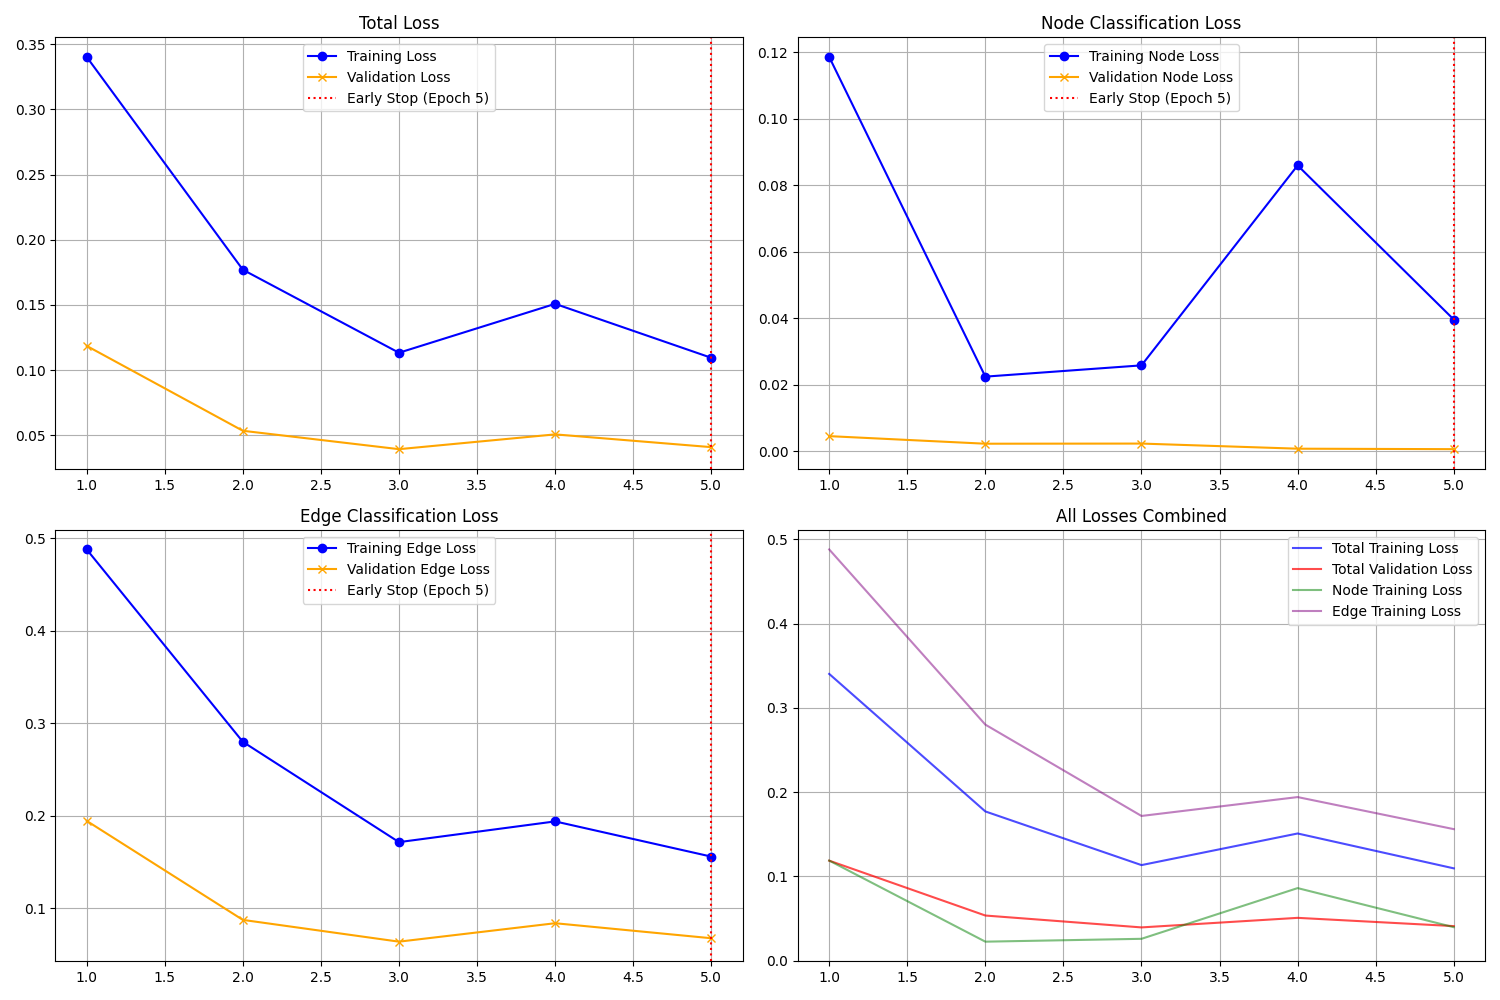 Total Loss
0.35
0.30
0.25
0.20
0.15
0.10
0.05
Training Loss
Validation Loss
Early Stop (Epoch 5)
1.0 1.5 2.0 2.5 3.0 3.5 4.0 4.5 5.0
Node Classification Loss
0.12
0.10
0.08
0.06
0.04
0.02
0.00
Training Node Loss
Validation Node Loss
Early Stop (Epoch 5)
1.0 1.5 2.0 2.5 3.0 3.5 4.0 4.5 5.0
Edge Classification Loss
0.5
0.4
0.3
0.2
0.1
Training Edge Loss
Validation Edge Loss
Early Stop (Epoch 5)
1.0 1.5 2.0 2.5 3.0 3.5 4.0 4.5 5.0
All Losses Combined
0.5
0.4
0.3
0.2
0.1
0.0
Total Training Loss
Total Validation Loss
Node Training Loss
Edge Training Loss
1.0 1.5 2.0 2.5 3.0 3.5 4.0 4.5 5.0